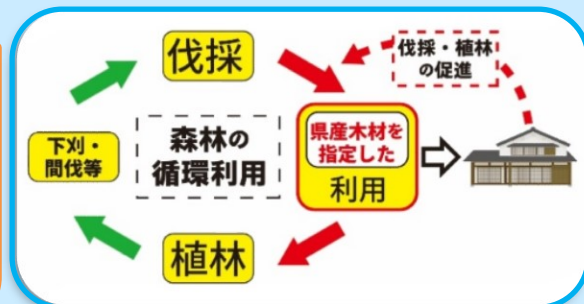 伐採
伐採・植林
の促進
下刈・
間伐等
森林の
循環利用
県産木材を
指定した
利用
植林